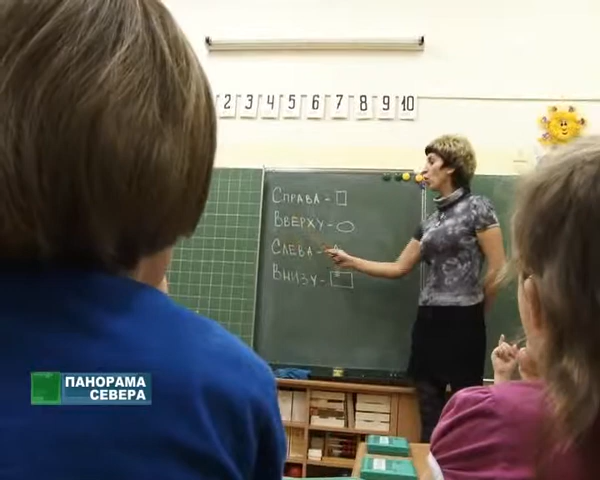 2 3 4 5 6 7 8 9 10
СПРАВА -
ВВЕРХУ -
СЛЕВА -
ВНИЗУ -
ПАНОРАМА
СЕВЕРА